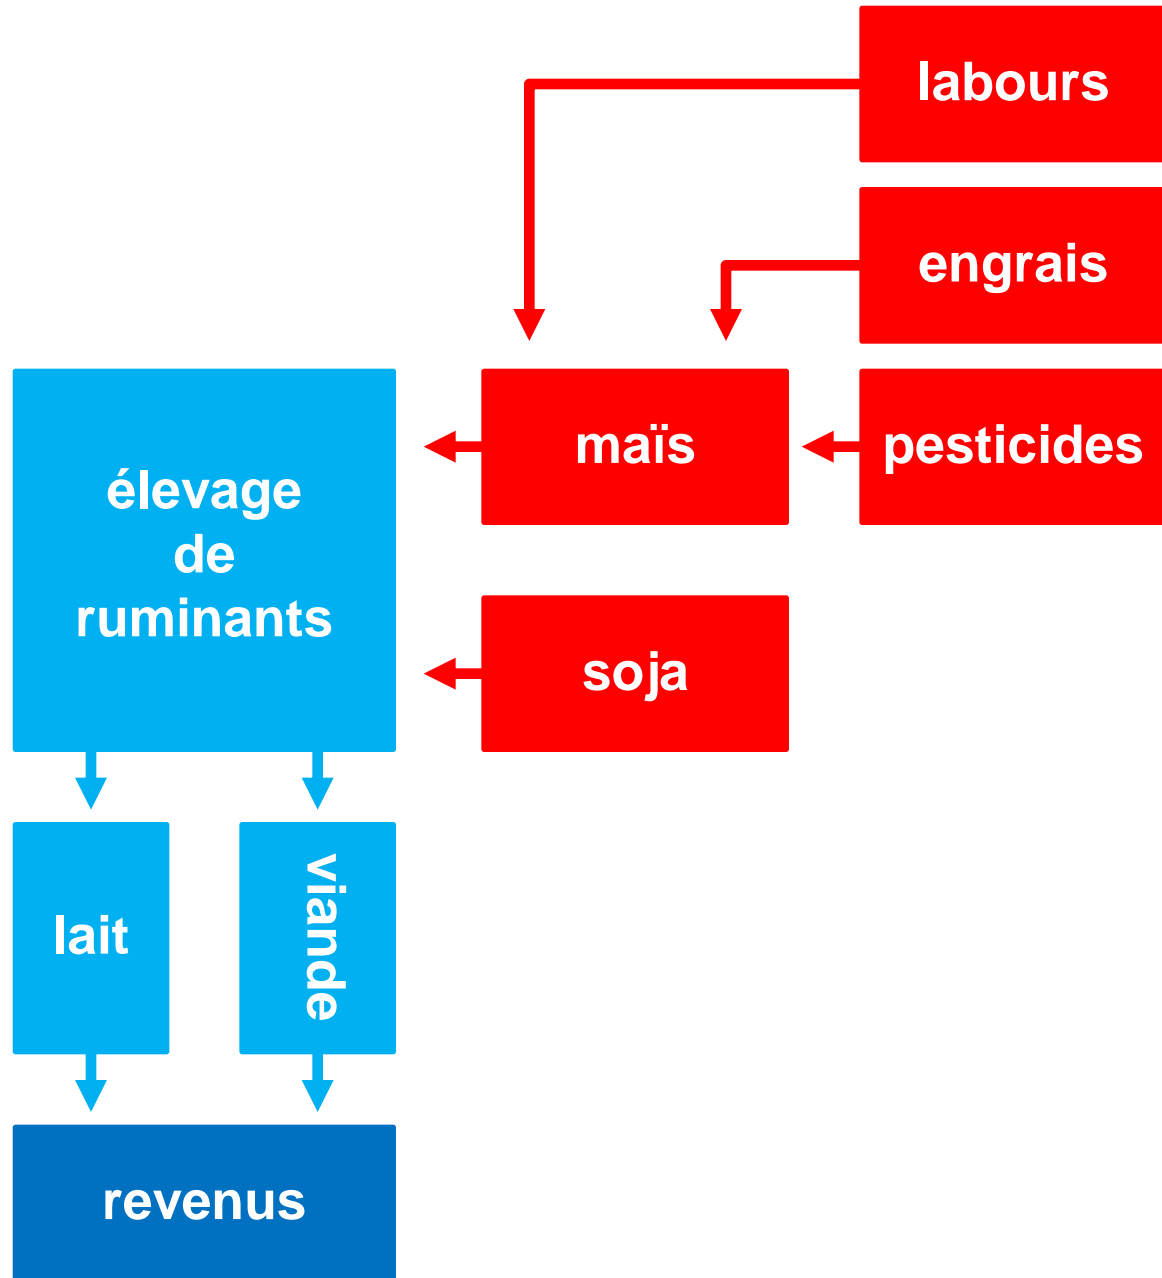 labours
engrais
maïs
pesticides
élevage
de
ruminants
soja
lait
viande
revenus